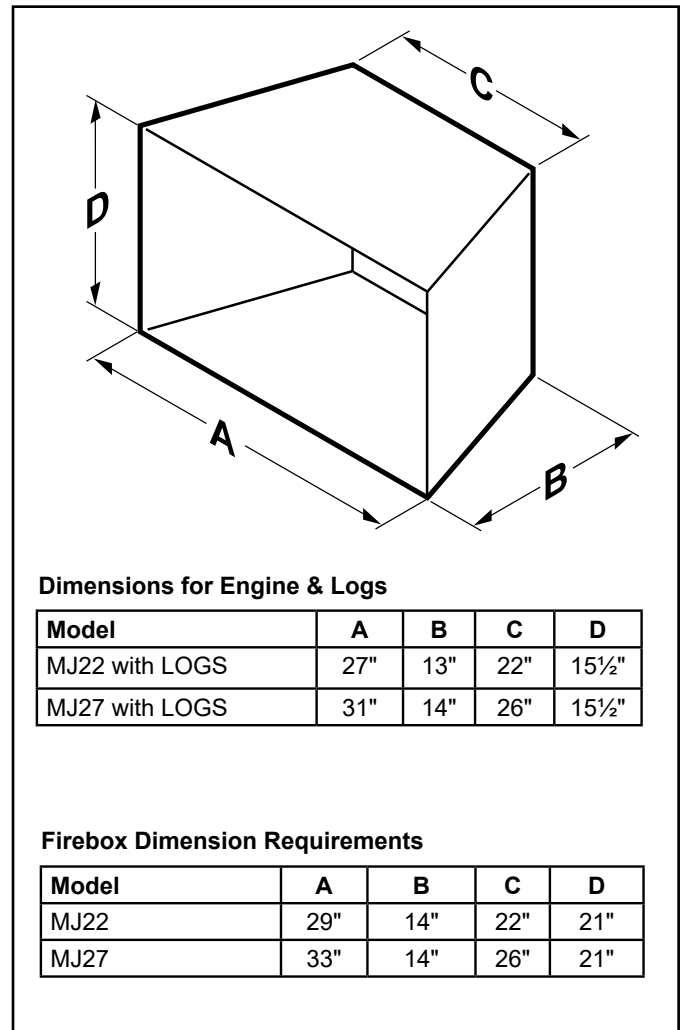 C
D
A
B
Dimensions for Engine & Logs
Model A B C D
MJ22 with LOGS 27" 13" 22" 15½"
MJ27 with LOGS 31" 14" 26" 15½"
Firebox Dimension Requirements
Model A B C D
MJ22 29" 14" 22" 21"
MJ27 33" 14" 26" 21"